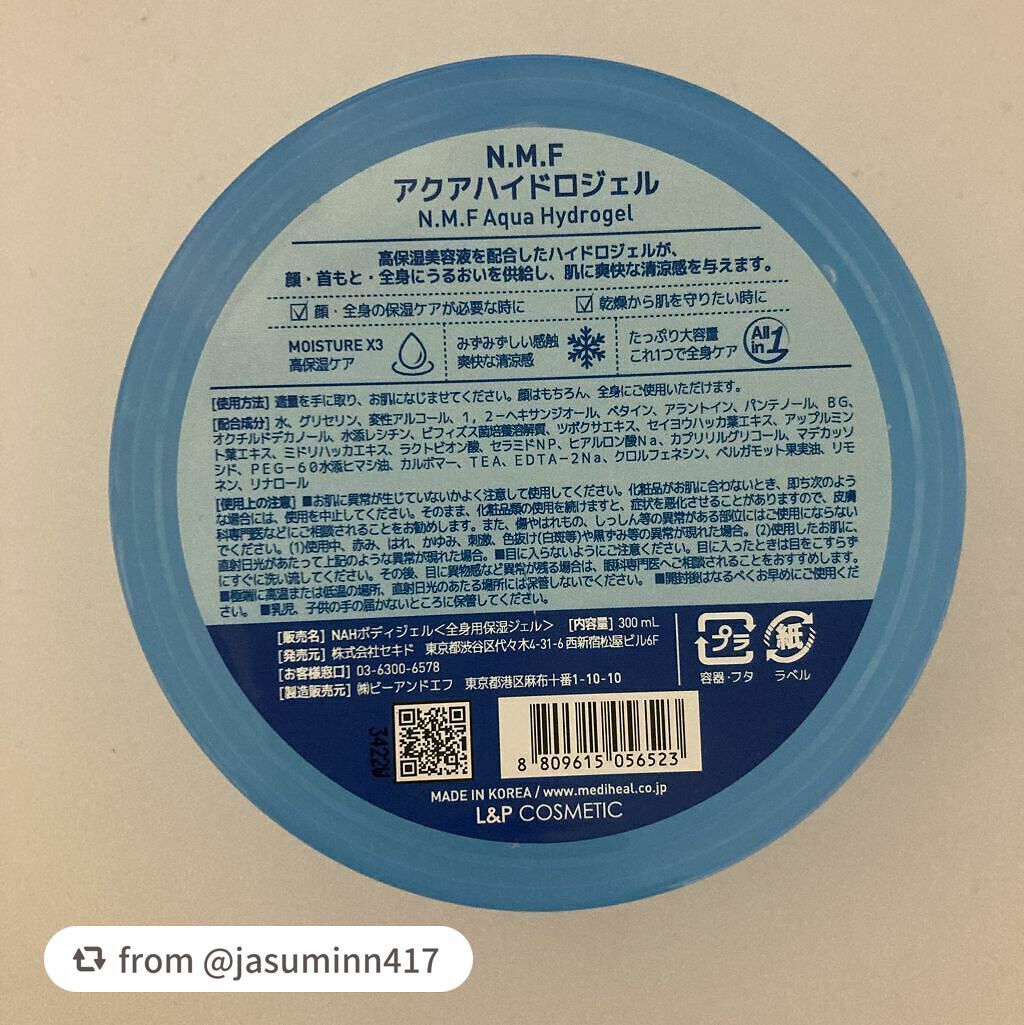 N.M.F
アクアハイドロジェル
N.M.F Aqua Hydrogel
高保湿美容液を配合したハイドロジェルが、
顔・首もと・全身にうるおいを供給し、肌に爽快な清涼感を与えます。
顔・全身の保湿ケアが必要な時に
乾燥から肌を守りたい時に
MOISTURE X3
高保湿ケア
みずみずしい感触
爽快な清涼感
たっぷり大容量
これ1つで全身ケア
All in 1
[使用方法] 適量を手に取り、お肌になじませてください。顔はもちろん、全身にご使用いただけます。
[配合成分] 水、グリセリン、変性アルコール、1，2-ヘキサンジオール、ベタイン、アラントイン、パンテノール、BG、
オクチルドデカノール、水添レシチン、ビフィズス菌培養溶解質、ツボクサエキス、セイヨウハッカ葉エキス、アップルミン
ト葉エキス、ミドリハッカエキス、ラクトビオン酸、セラミドNP、ヒアルロン酸Na、カプリリルグリコール、マデカッソ
シド、PEG-60水添ヒマシ油、カルボマー、TEA、EDTA-2Na、クロルフェネシン、ベルガモット果実油、リモ
ネン、リナロール
[使用上の注意] ■お肌に異常が生じていないかよく注意して使用してください。化粧品がお肌に合わないとき、即ち次のよう
な場合には、使用を中止してください。そのまま、化粧品類の使用を続けますと、症状を悪化させることがありますので、皮膚
科専門医などにご相談されることをお勧めします。また、傷やはれもの、しっしん等の異常がある部位にはご使用にならない
でください。(1)使用中、赤み、はれ、かゆみ、刺激、色抜け(白斑等)や黒ずみ等の異常が現れた場合。(2)使用したお肌に、
直射日光があたって上記のような異常が現れた場合。■目に入らないようにご注意ください。目に入ったときは目をこすらず
にすぐに洗い流してください。その後、目に異物感など異常が残る場合は、眼科専門医へご相談されることをおすすめします。
■極端に高温または低温の場所、直射日光のあたる場所には保管しないでください。 ■開封後はなるべくお早めにご使用くだ
さい。 ■乳児、子供の手の届かないところに保管してください。
[販売名] NAHボディジェル＜全身用保湿ジェル＞ [内容量] 300 mL
[発売元] 株式会社セキド 東京都渋谷区代々木4-31-6 西新宿松屋ビル6F
[お客様窓口] 03-6300-6578
[製造販売元] ㈱ビーアンドエフ 東京都港区麻布十番1-10-10
プラ
容器・フタ
紙
ラベル
3422W
8 809615 056523
MADE IN KOREA / www.mediheal.co.jp
L&P COSMETIC
from @jasuminn417